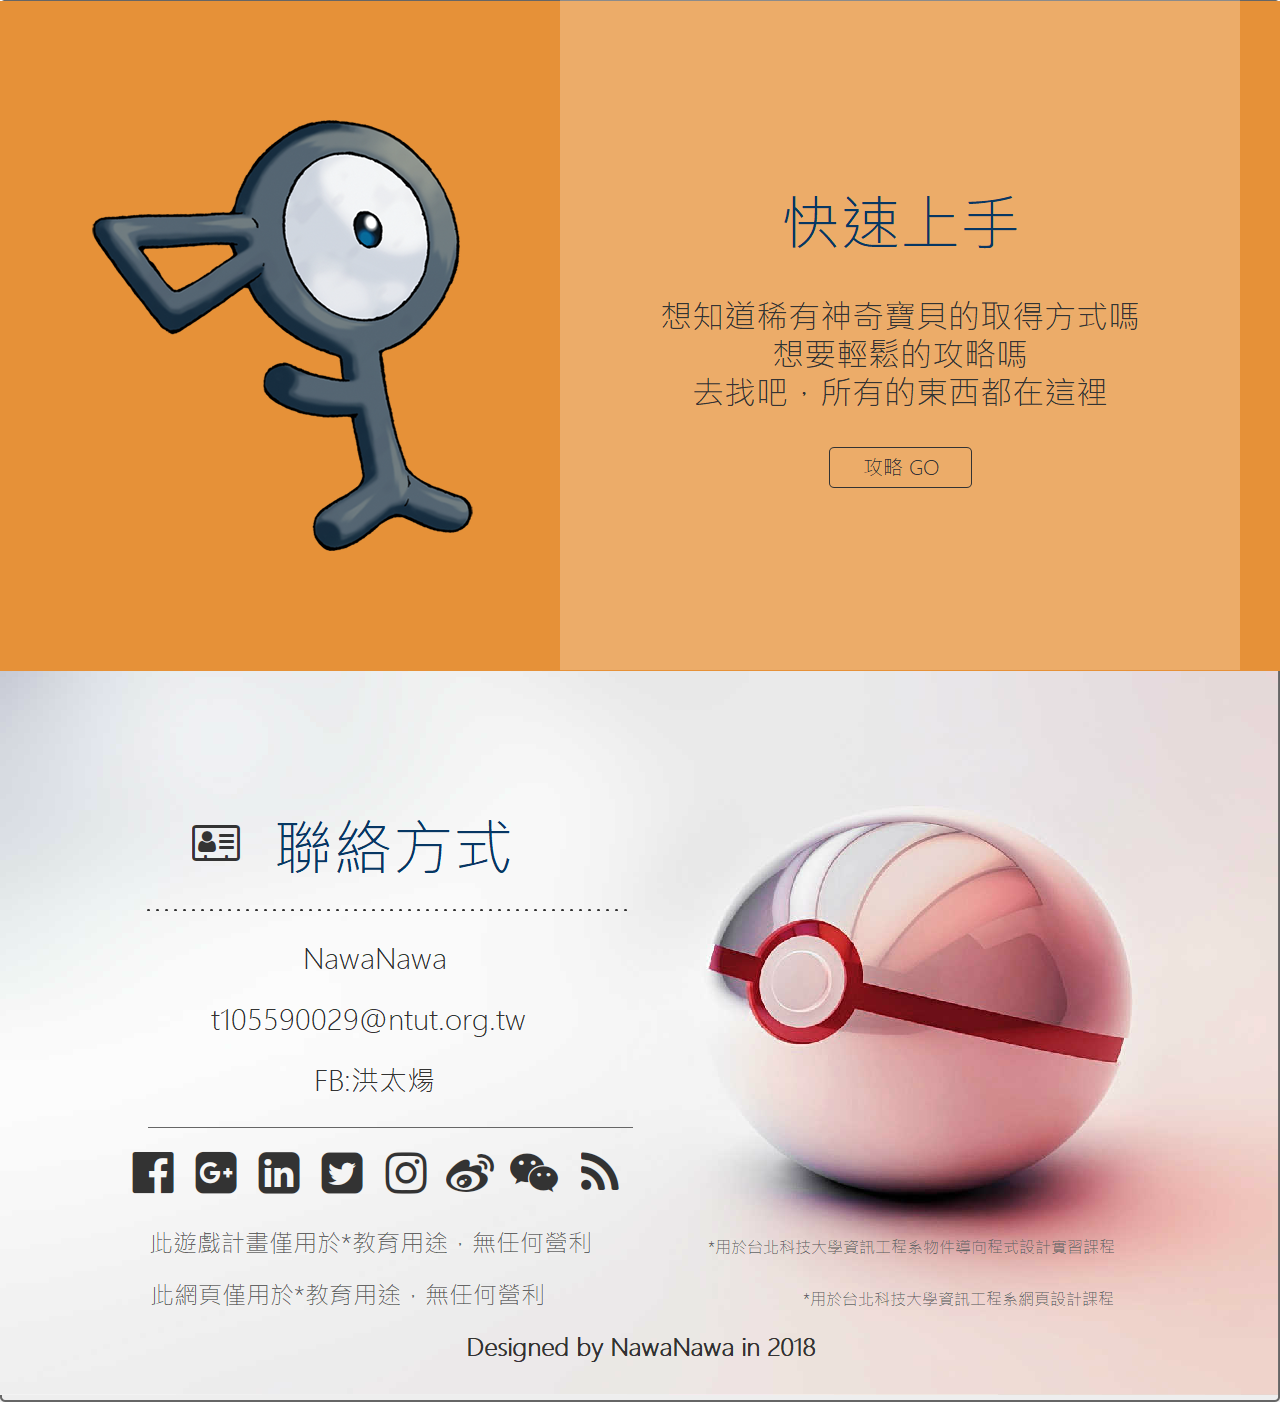 快速上手
想知道稀有神奇寶貝的取得方式嗎
想要輕鬆的攻略嗎
去找吧，所有的東西都在這裡
攻略 GO
聯絡方式
NawaNawa
t105590029@ntut.org.tw
FB:洪太煬
此遊戲計畫僅用於*教育用途，無任何營利
*用於台北科技大學資訊工程系物件導向程式設計實習課程
此網頁僅用於*教育用途，無任何營利
*用於台北科技大學資訊工程系網頁設計課程
Designed by NawaNawa in 2018